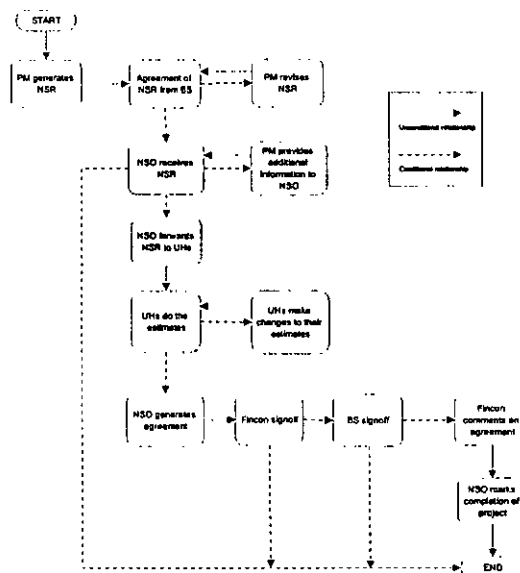 START
PM generates
NSR
Agreement of
NSR from BS
PM revises
NSR
Unconditional relationship
Conditional relationship
NSO receives
NSR
PM provides
additional
information to
NSO
NSO forwards
NSR to UHs
UHs do the
estimates
UHs make
changes to their
estimates
NSO generates
agreement
Fincon signoff
BS signoff
Fincon
comments on
agreement
NSO marks
completion of
project
END